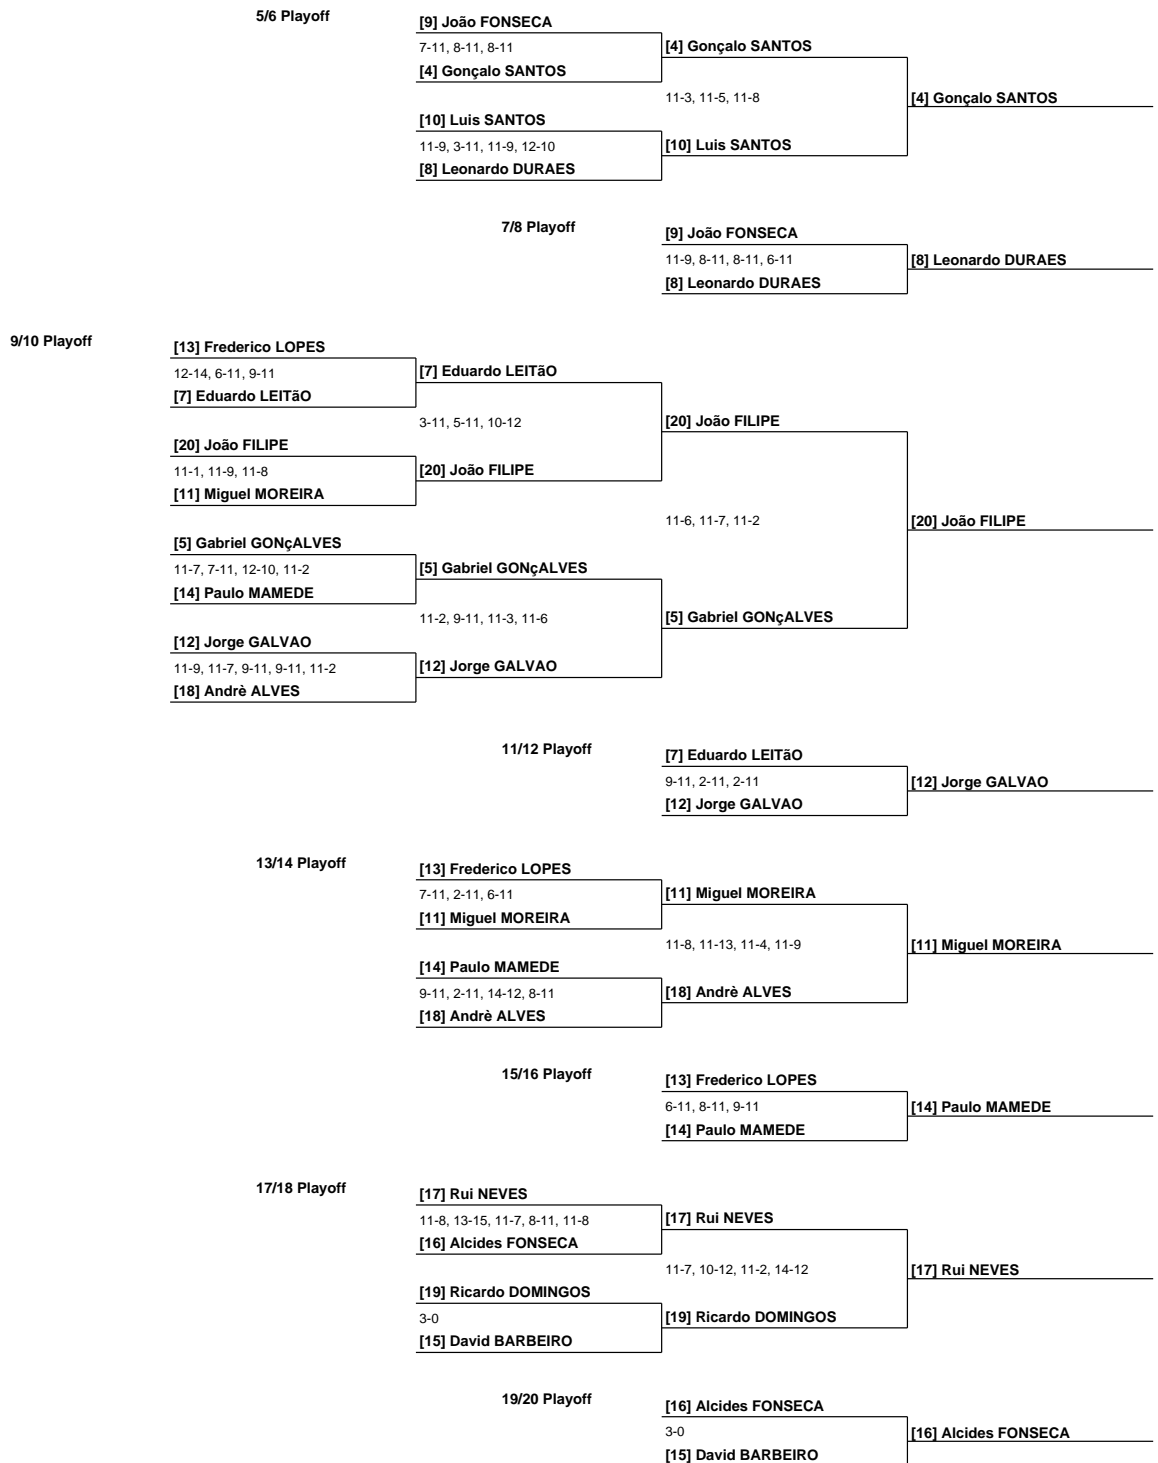 5/6 Playoff
[9] João FONSECA
7-11, 8-11, 8-11
[4] Gonçalo SANTOS
[4] Gonçalo SANTOS
11-3, 11-5, 11-8
[4] Gonçalo SANTOS
[10] Luis SANTOS
11-9, 3-11, 11-9, 12-10
[10] Luis SANTOS
[8] Leonardo DURAES
7/8 Playoff
[9] João FONSECA
11-9, 8-11, 8-11, 6-11
[8] Leonardo DURAES
[8] Leonardo DURAES
9/10 Playoff
[13] Frederico LOPES
12-14, 6-11, 9-11
[7] Eduardo LEITãO
[7] Eduardo LEITãO
3-11, 5-11, 10-12
[20] João FILIPE
[20] João FILIPE
11-1, 11-9, 11-8
[20] João FILIPE
[11] Miguel MOREIRA
11-6, 11-7, 11-2
[20] João FILIPE
[5] Gabriel GONçALVES
11-7, 7-11, 12-10, 11-2
[5] Gabriel GONçALVES
[14] Paulo MAMEDE
11-2, 9-11, 11-3, 11-6
[5] Gabriel GONçALVES
[12] Jorge GALVAO
11-9, 11-7, 9-11, 9-11, 11-2
[12] Jorge GALVAO
[18] Andrè ALVES
11/12 Playoff
[7] Eduardo LEITãO
9-11, 2-11, 2-11
[12] Jorge GALVAO
[12] Jorge GALVAO
13/14 Playoff
[13] Frederico LOPES
7-11, 2-11, 6-11
[11] Miguel MOREIRA
[11] Miguel MOREIRA
11-8, 11-13, 11-4, 11-9
[11] Miguel MOREIRA
[14] Paulo MAMEDE
9-11, 2-11, 14-12, 8-11
[18] Andrè ALVES
[18] Andrè ALVES
15/16 Playoff
[13] Frederico LOPES
6-11, 8-11, 9-11
[14] Paulo MAMEDE
[14] Paulo MAMEDE
17/18 Playoff
[17] Rui NEVES
11-8, 13-15, 11-7, 8-11, 11-8
[17] Rui NEVES
[16] Alcides FONSECA
11-7, 10-12, 11-2, 14-12
[17] Rui NEVES
[19] Ricardo DOMINGOS
3-0
[19] Ricardo DOMINGOS
[15] David BARBEIRO
19/20 Playoff
[16] Alcides FONSECA
3-0
[16] Alcides FONSECA
[15] David BARBEIRO